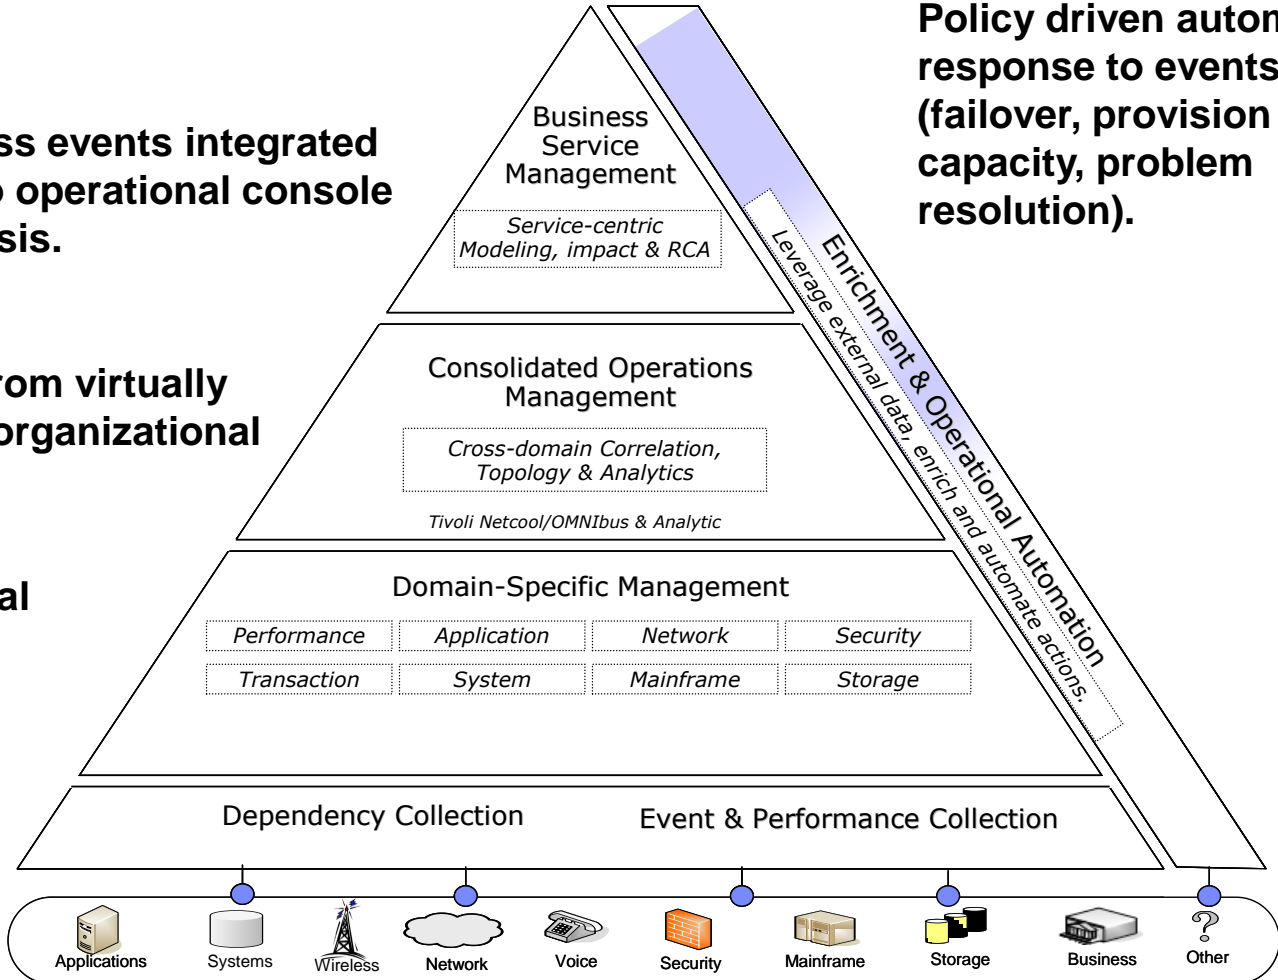 Policy driven autom
response to events
(failover, provision
capacity, problem
resolution).
ss events integrated
o operational console
sis.
rom virtually
organizational
al
Business
Service
Management
Service-centric
Modeling, impact & RCA
Consolidated Operations
Management
Cross-domain Correlation,
Topology & Analytics
Tivoli Netcool/OMNIbus & Analytic
Domain-Specific Management
Performance
Application
Network
Security
Transaction
System
Mainframe
Storage
Enrichment & Operational Automation
Leverage external data, enrich and automate actions.
Dependency Collection
Event & Performance Collection
Applications
Systems
Wireless
Network
Voice
Security
Mainframe
Storage
Business
?
Other